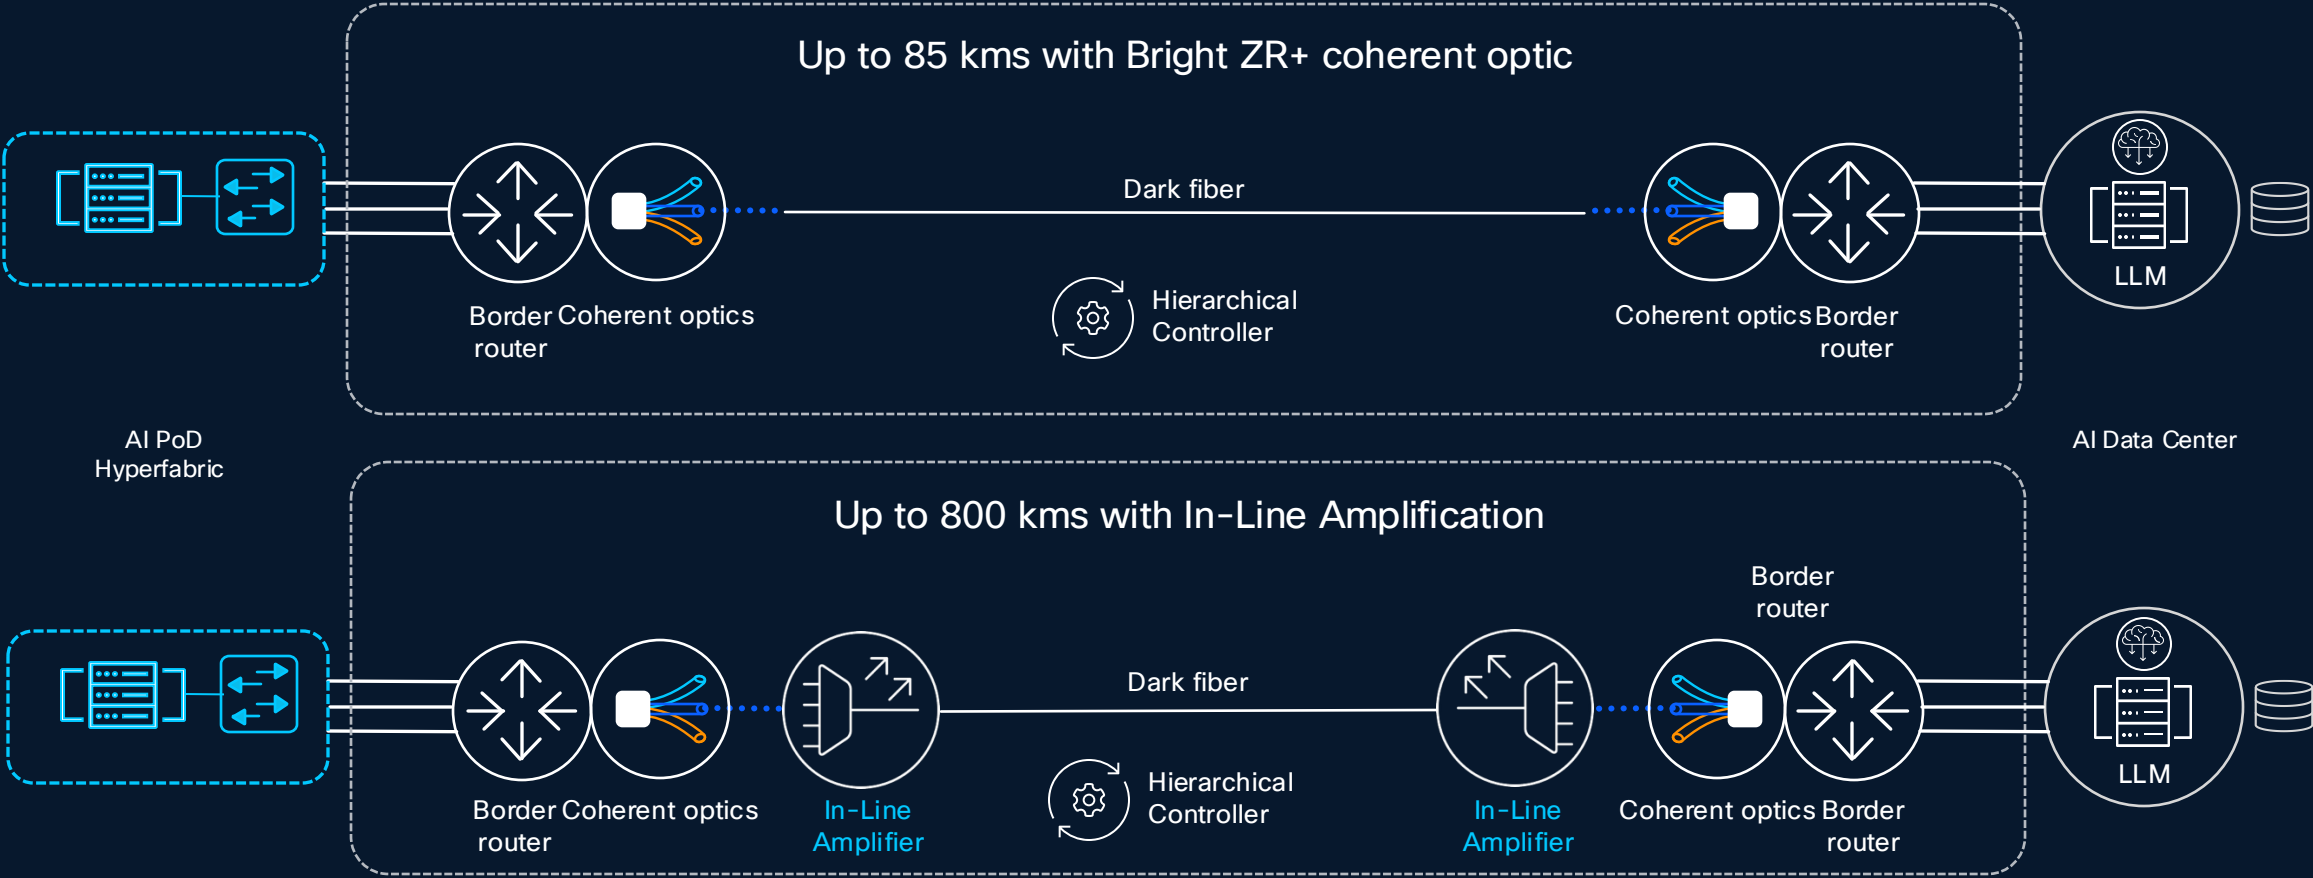 Up to 85 kms with Bright ZR+ coherent optic
Dark fiber
Border
router
Coherent optics
Hierarchical
Controller
Coherent optics
Border
router
LLM
AI PoD
Hyperfabric
AI Data Center
Up to 800 kms with In-Line Amplification
Border
router
Dark fiber
Border
router
Coherent optics
In-Line
Amplifier
Hierarchical
Controller
In-Line
Amplifier
Coherent optics
Border
router
LLM